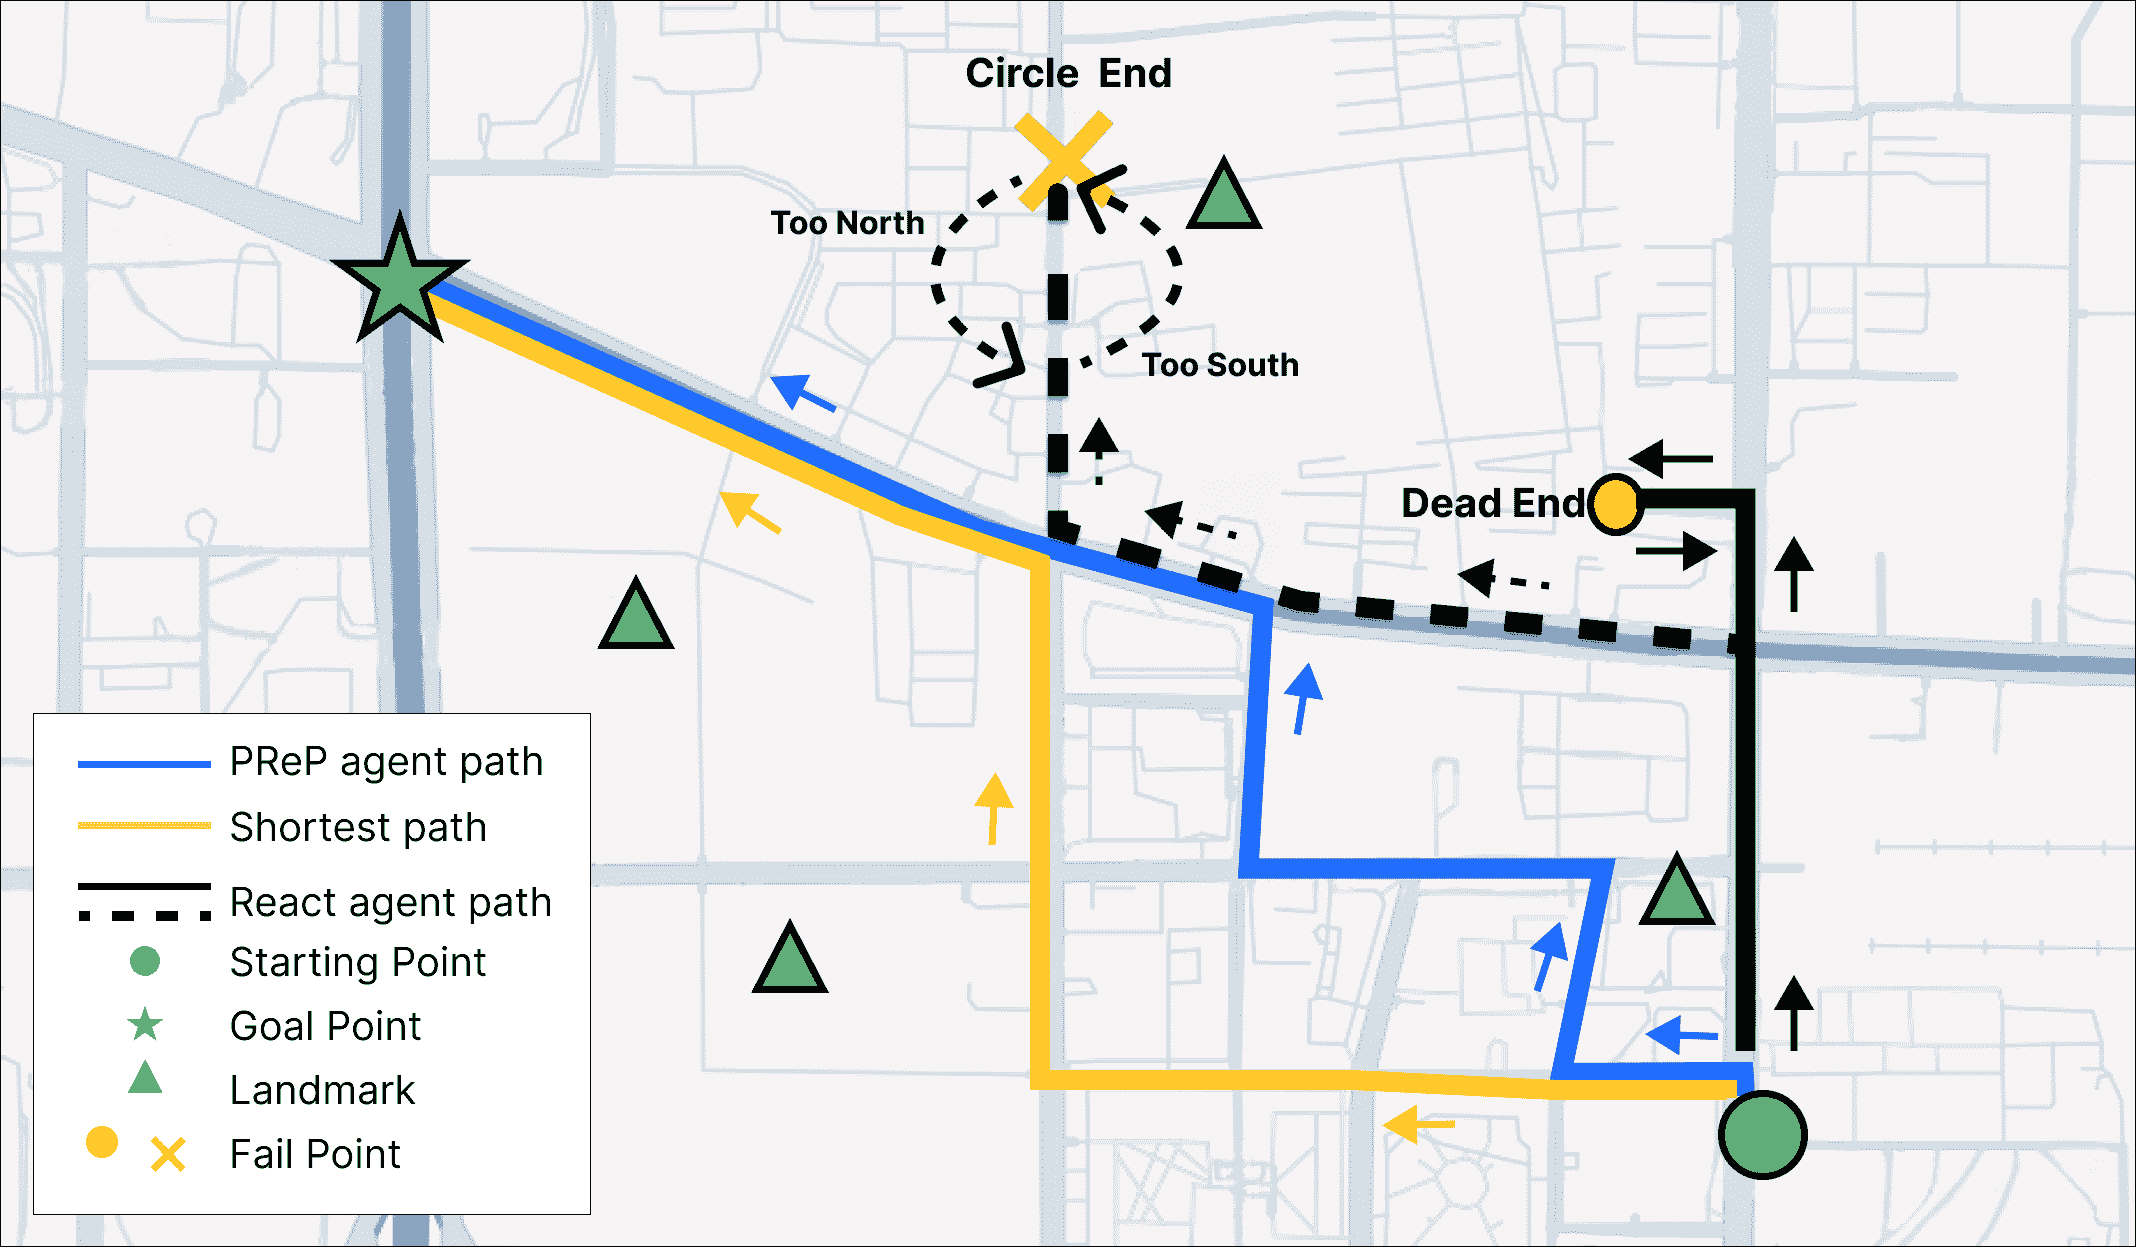 Circle End
Too North
Too South
Dead End
PReP agent path
Shortest path
React agent path
Starting Point
Goal Point
Landmark
Fail Point